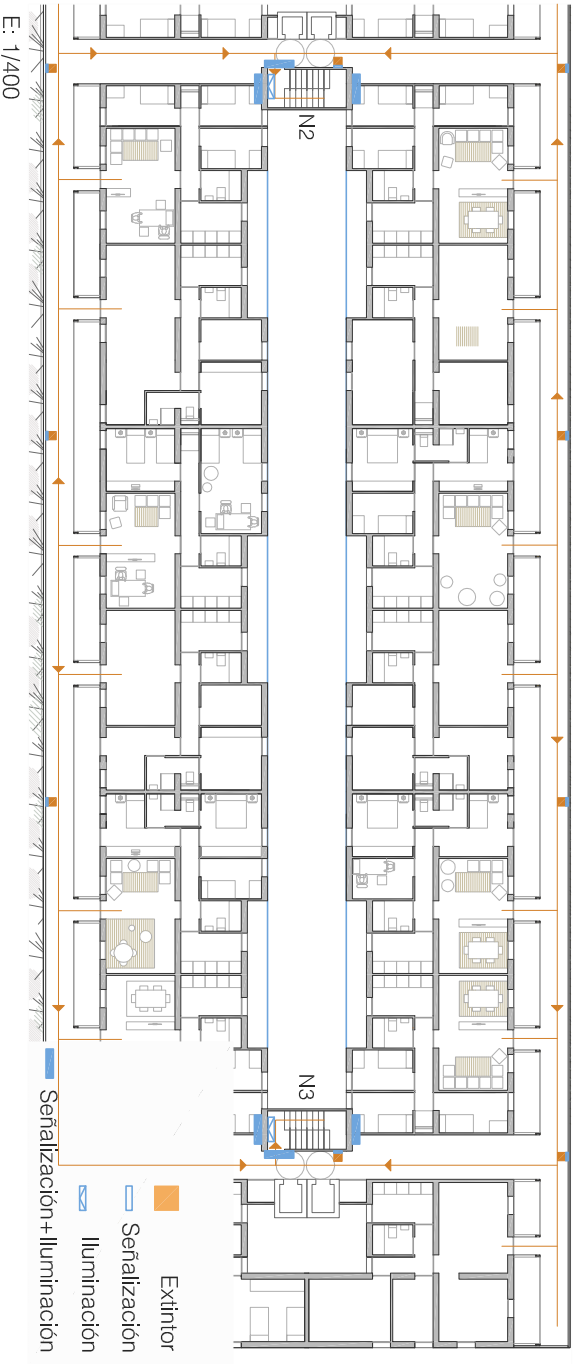 E: 1/400
N2
N3
Extintor
Señalización
Iluminación
Señalización+Iluminación